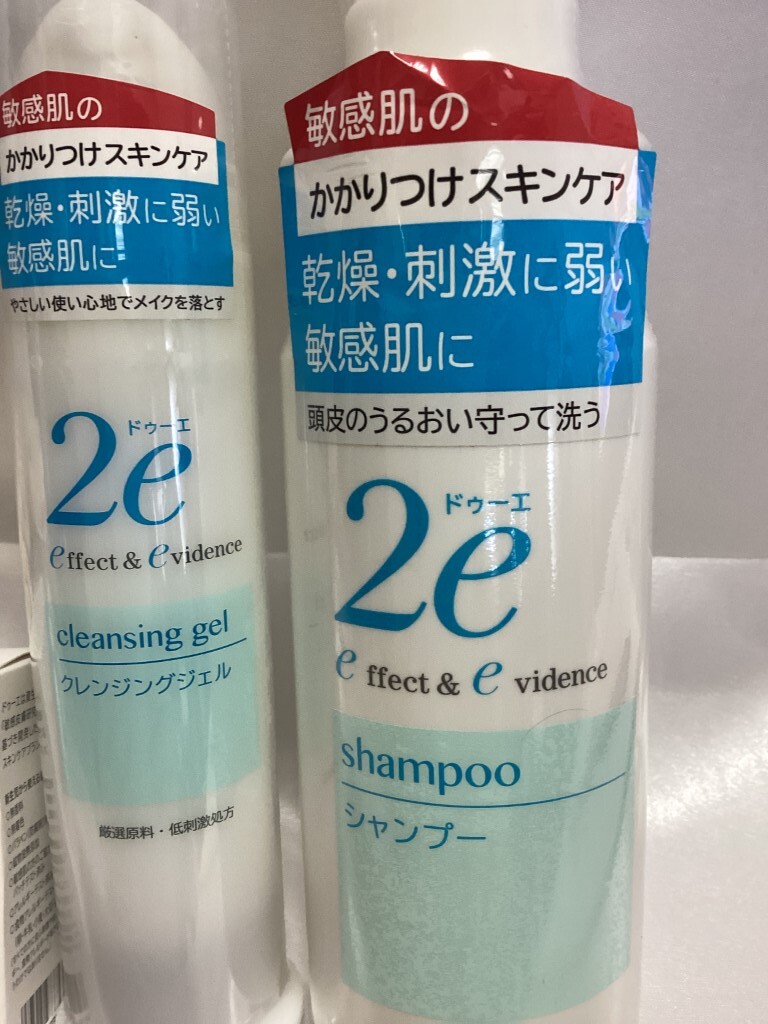 敏感肌の
かかりつけスキンケア
乾燥・刺激に弱い
敏感肌に
やさしい使い心地でメイクを落とす
2e
ドゥーエ
effect & evidence
cleansing gel
クレンジングジェル
厳選原料・低刺激処方
敏感肌の
かかりつけスキンケア
乾燥・刺激に弱い
敏感肌に
頭皮のうるおい守って洗う
2e
ドゥーエ
effect & evidence
shampoo
シャンプー